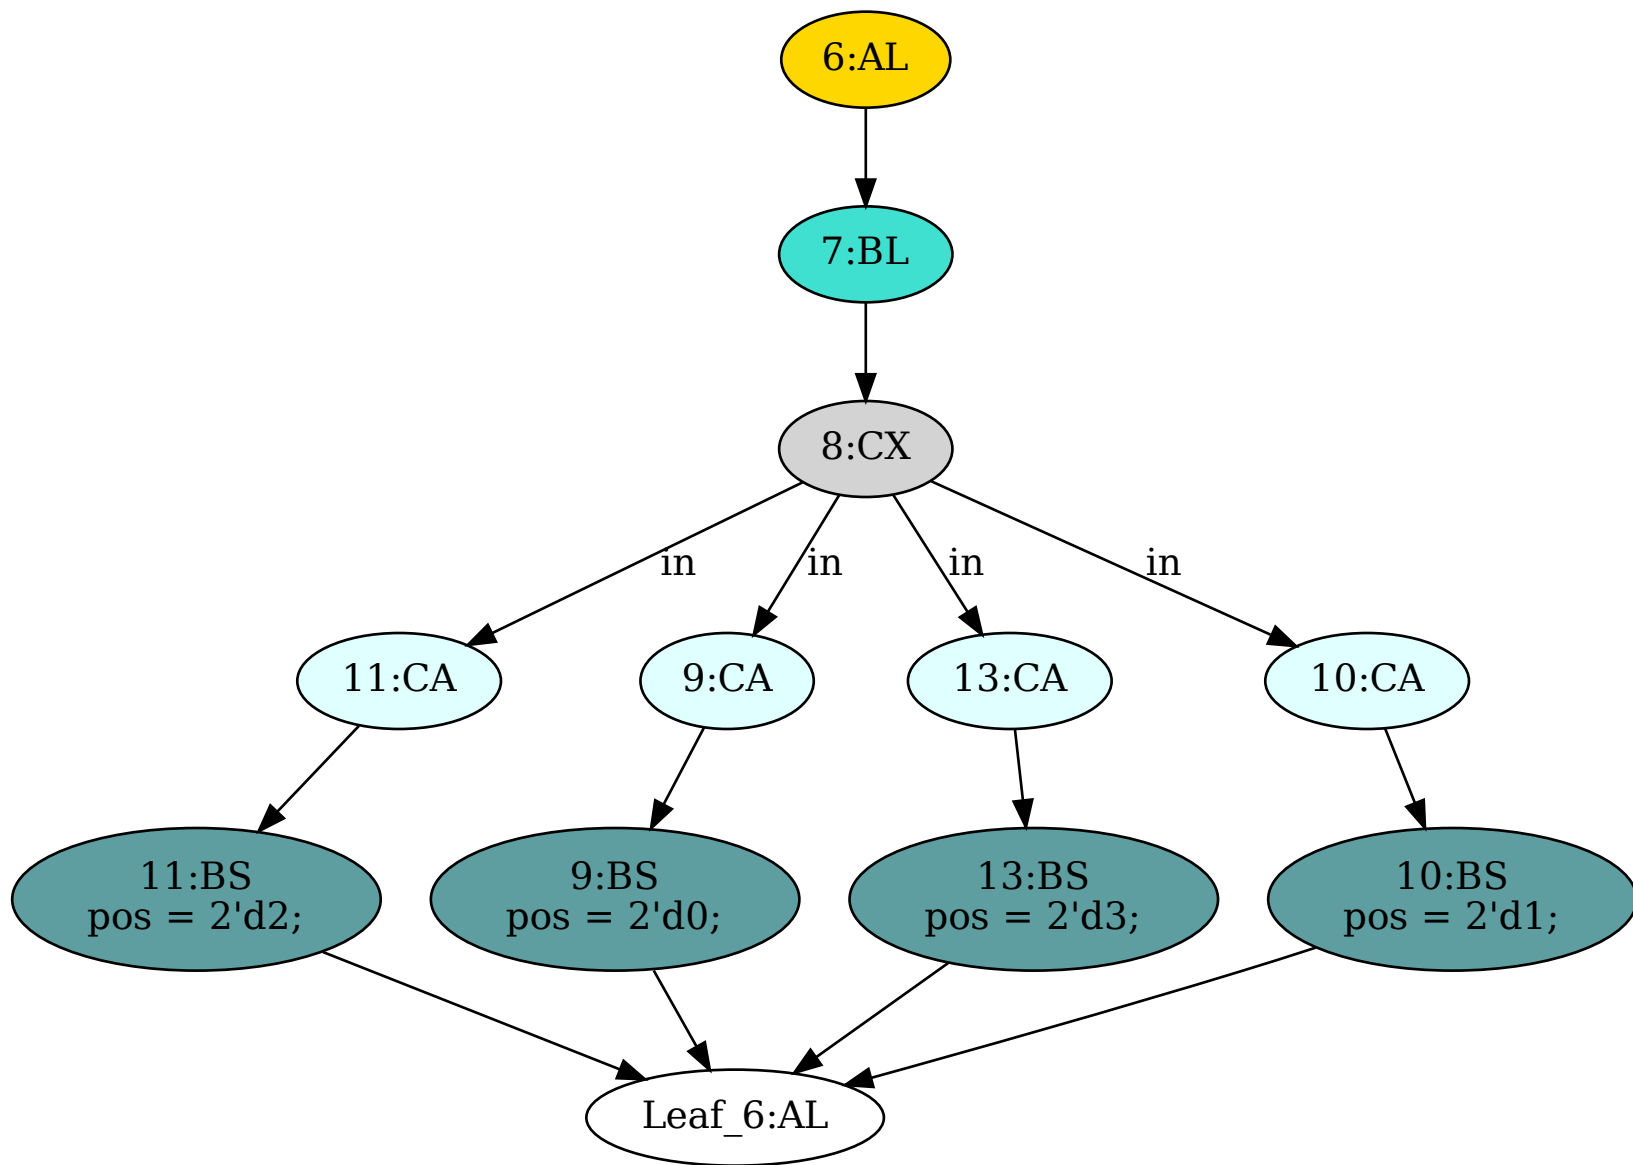 6:AL
7:BL
8:CX
in
in
in
in
11:CA
9:CA
13:CA
10:CA
11:BS
pos = 2'd2;
9:BS
pos = 2'd0;
13:BS
pos = 2'd3;
10:BS
pos = 2'd1;
Leaf_6:AL